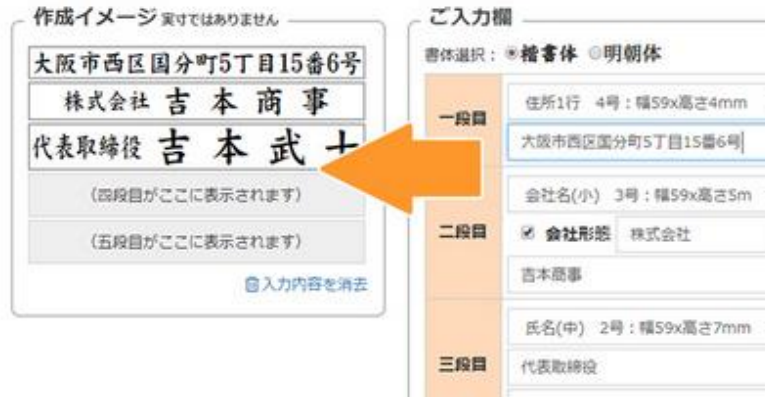 作成イメージ 実寸ではありません
大阪市西区国分町5丁目15番6号
株式会社 吉本商事
代表取締役 吉本武士
(四段目がここに表示されます)
(五段目がここに表示されます)
入力内容を消去
ご入力欄
書体選択： 楷書体 明朝体
一段目
住所1行 4号：幅59x高さ4mm
大阪市西区国分町5丁目15番6号
二段目
会社名(小) 3号：幅59x高さ5m
会社形態 株式会社
吉本商事
三段目
氏名(中) 2号：幅59x高さ7mm
代表取締役